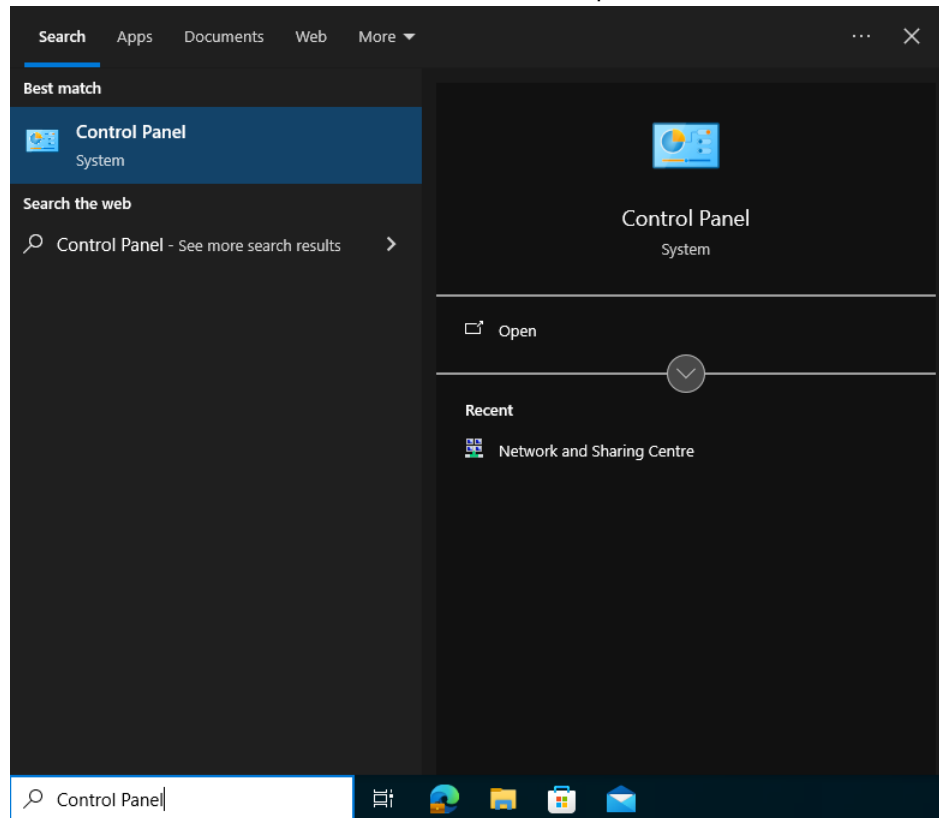 Search Apps Documents Web More
Best match
Control Panel
System
Search the web
Control Panel - See more search results
Control Panel
System
Open
Recent
Network and Sharing Centre
Control Panel